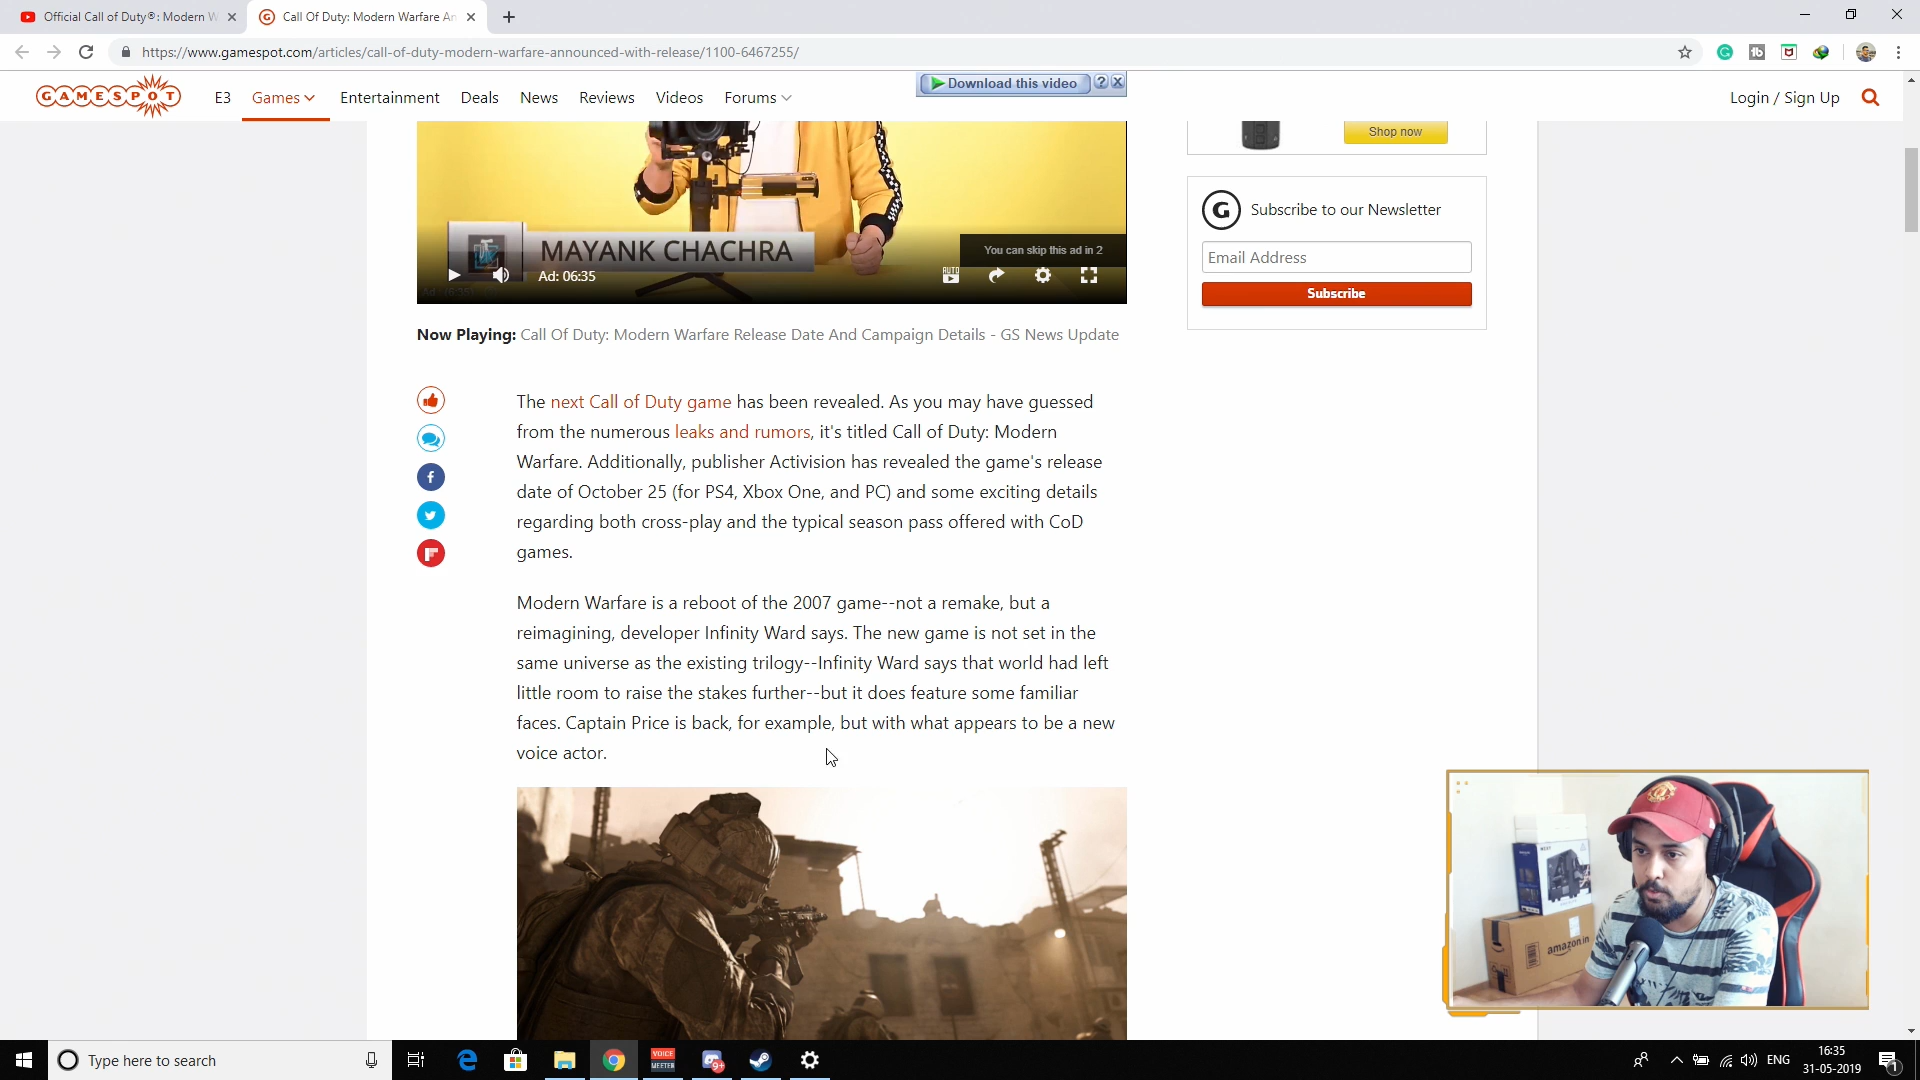 Official Call of Duty®: Modern W
Call Of Duty: Modern Warfare An
https://www.gamespot.com/articles/call-of-duty-modern-warfare-announced-with-release/1100-6467255/
GAMESPOT
E3 Games Entertainment Deals News Reviews Videos Forums
Download this video
Login / Sign Up
Shop now
MAYANK CHACHRA
You can skip this ad in 2
Ad: 06:35
AUTO
G Subscribe to our Newsletter
Email Address
Subscribe
Now Playing: Call Of Duty: Modern Warfare Release Date And Campaign Details - GS News Update
The next Call of Duty game has been revealed. As you may have guessed
from the numerous leaks and rumors, it's titled Call of Duty: Modern
Warfare. Additionally, publisher Activision has revealed the game's release
date of October 25 (for PS4, Xbox One, and PC) and some exciting details
regarding both cross-play and the typical season pass offered with CoD
games.
Modern Warfare is a reboot of the 2007 game--not a remake, but a
reimagining, developer Infinity Ward says. The new game is not set in the
same universe as the existing trilogy--Infinity Ward says that world had left
little room to raise the stakes further--but it does feature some familiar
faces. Captain Price is back, for example, but with what appears to be a new
voice actor.
amazon.in
Type here to search
VOICE
MEETER
9+
ENG
16:35
31-05-2019
1